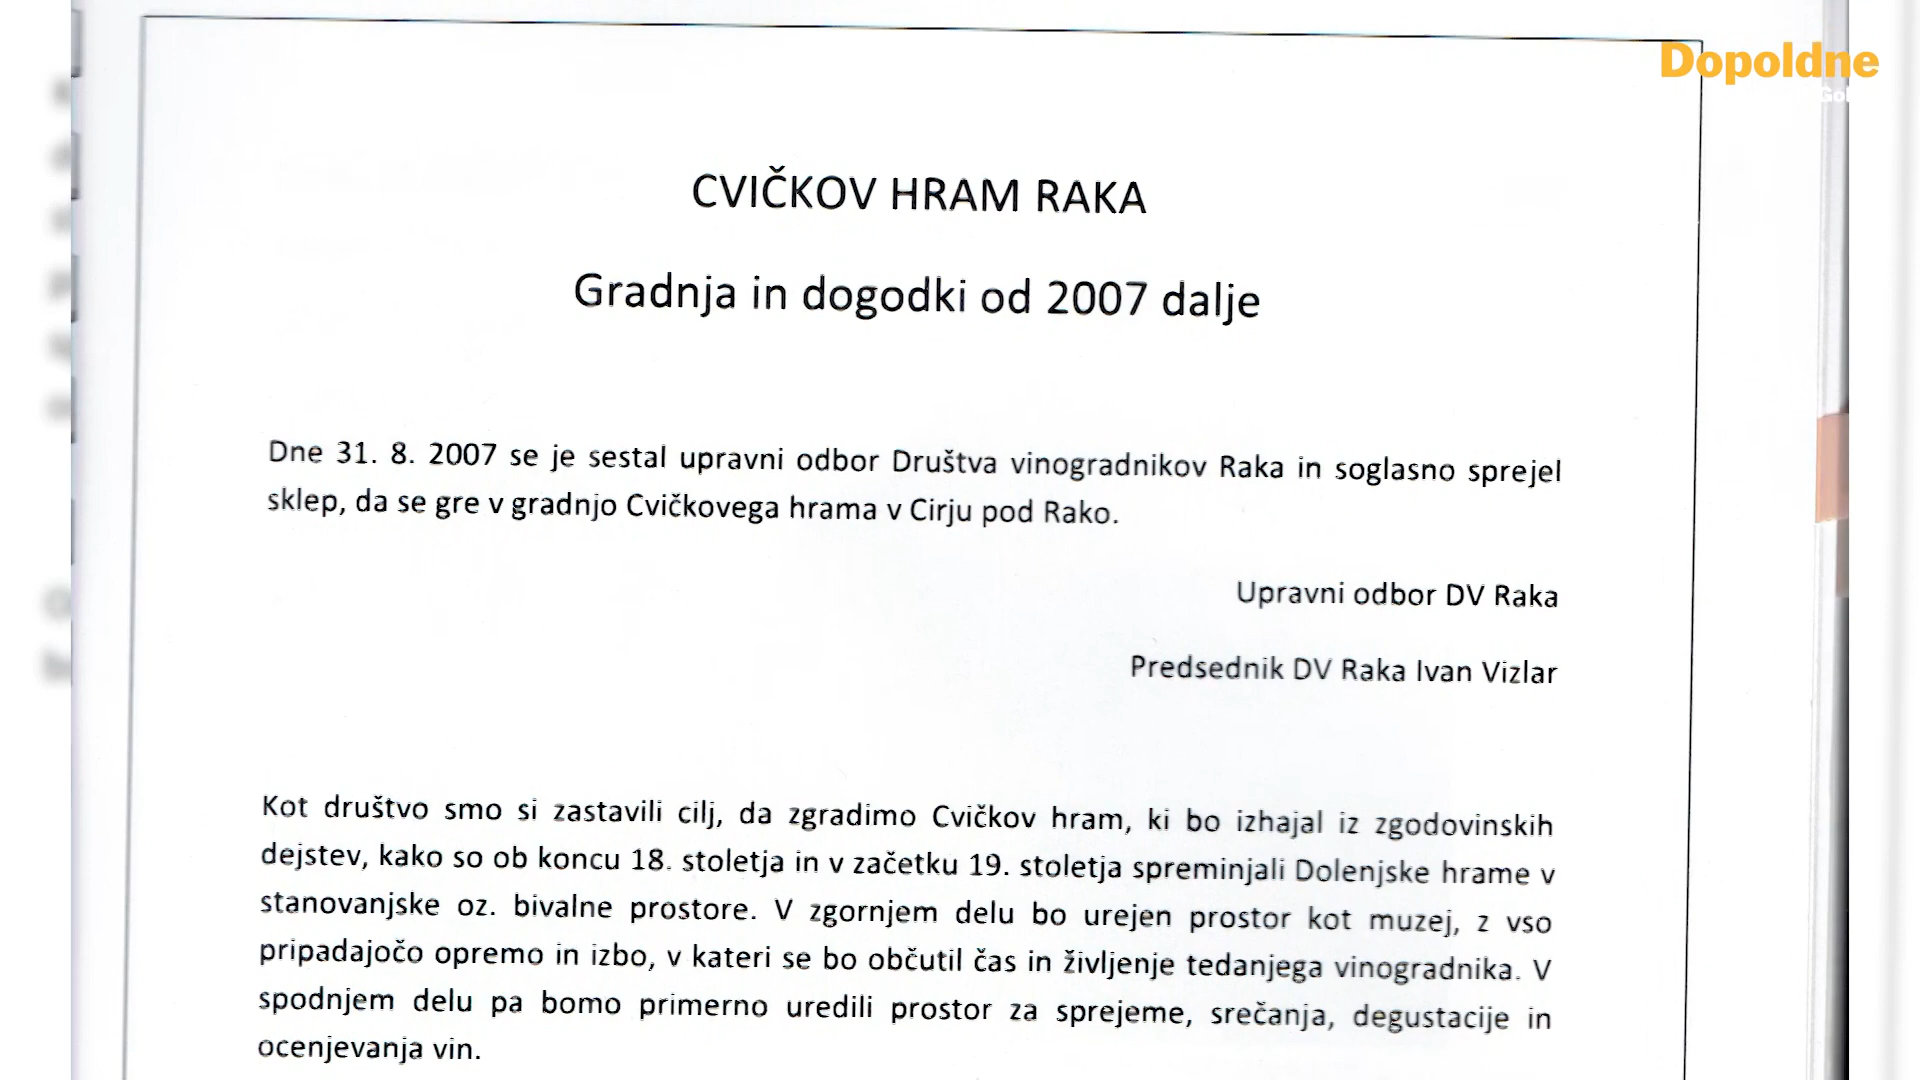 Dopoldne
CVIČKOV HRAM RAKA
Gradnja in dogodki od 2007 dalje
Dne 31. 8. 2007 se je sestal upravni odbor Društva vinogradnikov Raka in soglasno sprejel
sklep, da se gre v gradnjo Cvičkovega hrama v Cirju pod Rako.
Upravni odbor DV Raka
Predsednik DV Raka Ivan Vizlar
Kot društvo smo si zastavili cilj, da zgradimo Cvičkov hram, ki bo izhajal iz zgodovinskih
dejstev, kako so ob koncu 18. stoletja in v začetku 19. stoletja spreminjali Dolenjske hrame v
stanovanjske oz. bivalne prostore. V zgornjem delu bo urejen prostor kot muzej, z vso
pripadajočo opremo in izbo, v kateri se bo občutil čas in življenje tedanjega vinogradnika. V
spodnjem delu pa bomo primerno uredili prostor za sprejeme, srečanja, degustacije in
ocenjevanja vin.